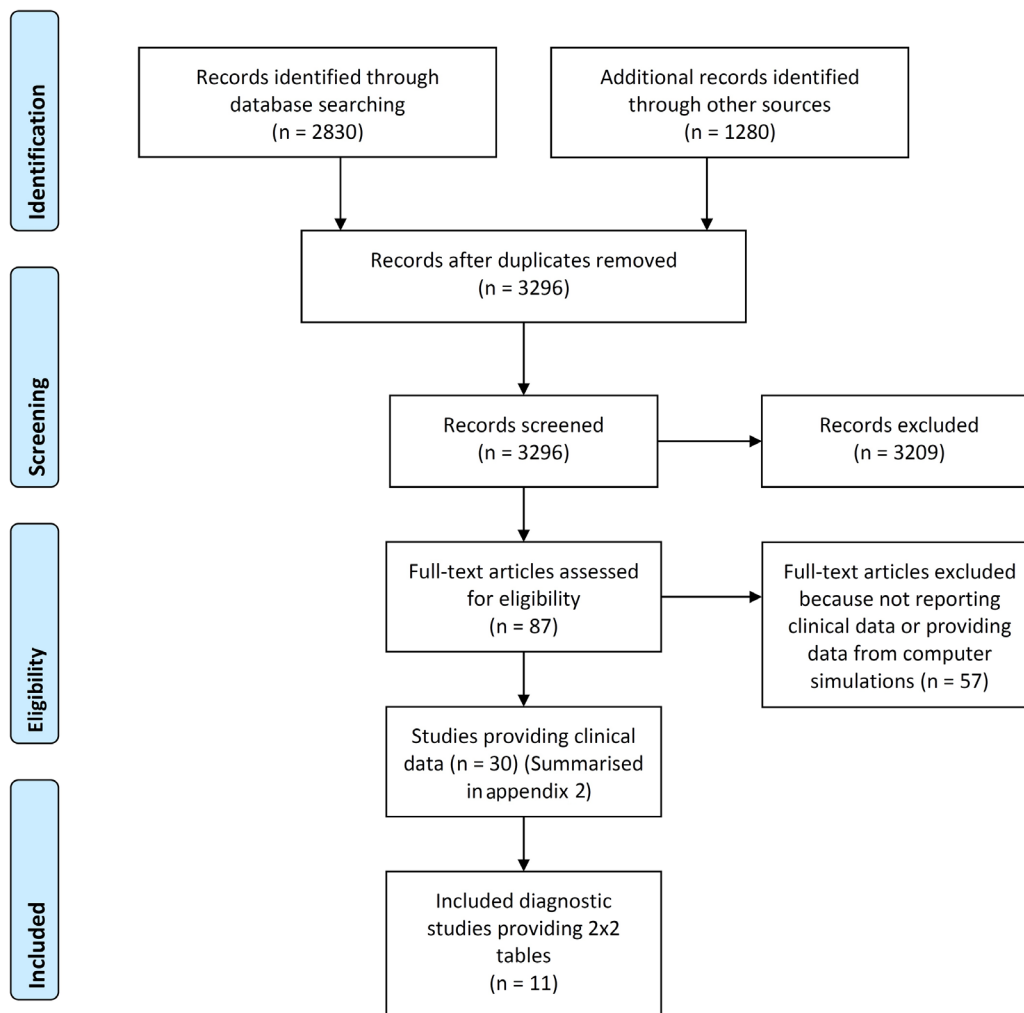 Identification
Records identified through
database searching
(n = 2830)
Additional records identified
through other sources
(n = 1280)
Records after duplicates removed
(n = 3296)
Screening
Records screened
(n = 3296)
Records excluded
(n = 3209)
Eligibility
Full-text articles assessed
for eligibility
(n = 87)
Full-text articles excluded
because not reporting
clinical data or providing
data from computer
simulations (n = 57)
Studies providing clinical
data (n = 30) (Summarised
in appendix 2)
Included
Included diagnostic
studies providing 2x2
tables
(n = 11)